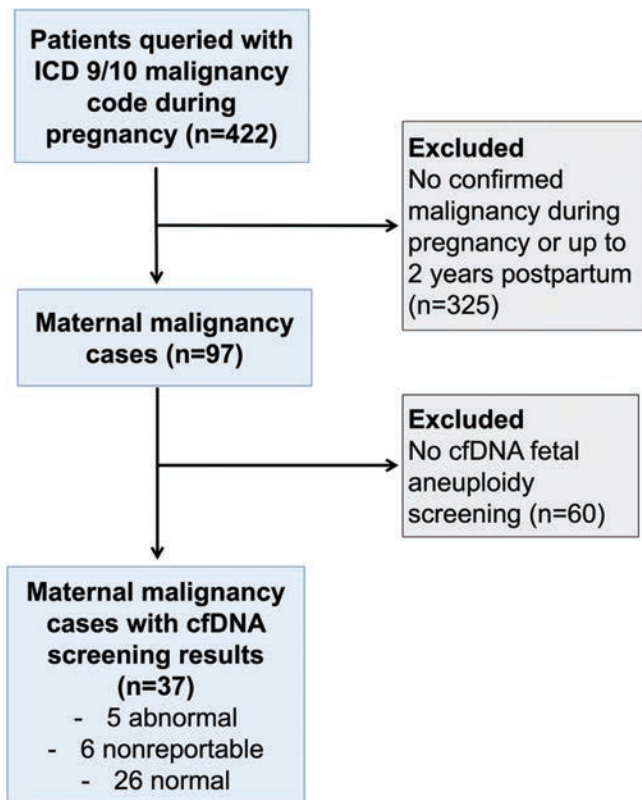 Patients queried with
ICD 9/10 malignancy
code during
pregnancy (n=422)
Excluded
No confirmed
malignancy during
pregnancy or up to
2 years postpartum
(n=325)
Maternal malignancy
cases (n=97)
Excluded
No cfDNA fetal
aneuploidy
screening (n=60)
Maternal malignancy
cases with cfDNA
screening results
(n=37)
- 5 abnormal
- 6 nonreportable
- 26 normal